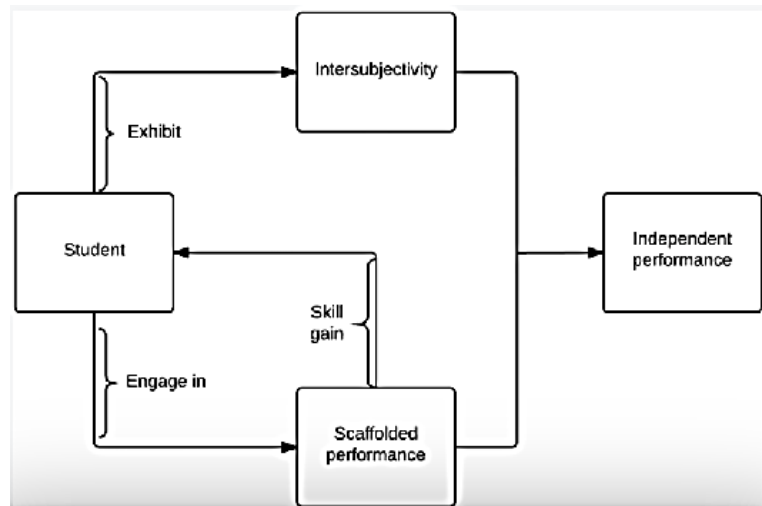 Intersubjectivity
Exhibit
Student
Independent
performance
Skill
gain
Engage in
Scaffolded
performance